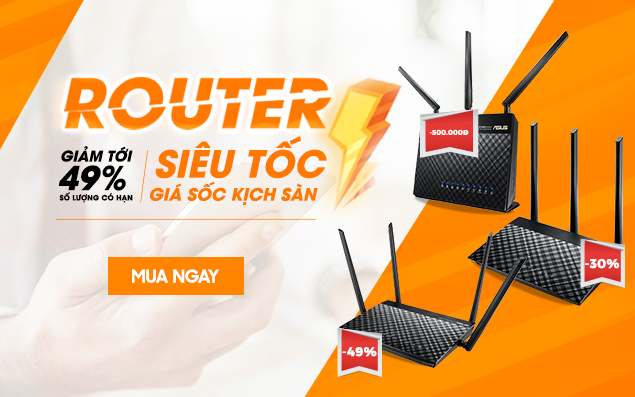 ROUTER
GIẢM TỚI
49%
SỐ LƯỢNG CÓ HẠN
SIÊU TỐC
GIÁ SỐC KỊCH SÀN
MUA NGAY
-500.000Đ
ASUS
-30%
-49%